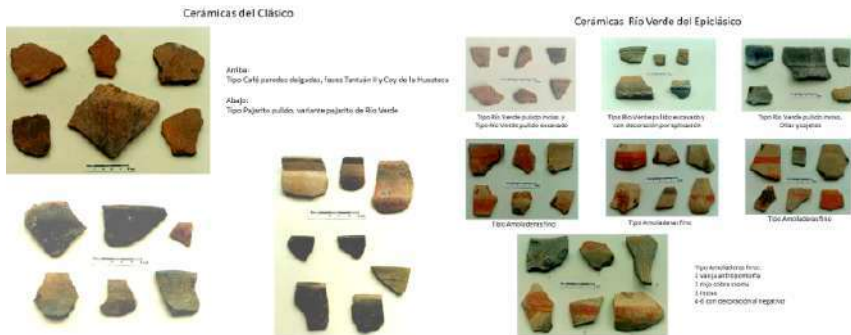 Cerámicas del Clásico
Arriba:
Tipo Café paredes delgadas, fases Tantuán II y Coy de la Huasteca
Abajo:
Tipo Pajarito pulido, variante pajarito de Río Verde
Cerámicas Río Verde del Epiclásico
Tipo Río Verde pulido inciso y
Tipo Río Verde pulido excavado
Tipo Río Verde pulido excavado y
con decoración por aplicación
Tipo Río Verde pulido inciso,
Ollas y cajetes
Tipo Amoladeras fino
Tipo Amoladeras fino
Tipo Amoladeras fino
Tipo Amoladeras fino:
1 vasija antropomorfa
2 rojo sobre crema
3
4-6 con decoración al negativo